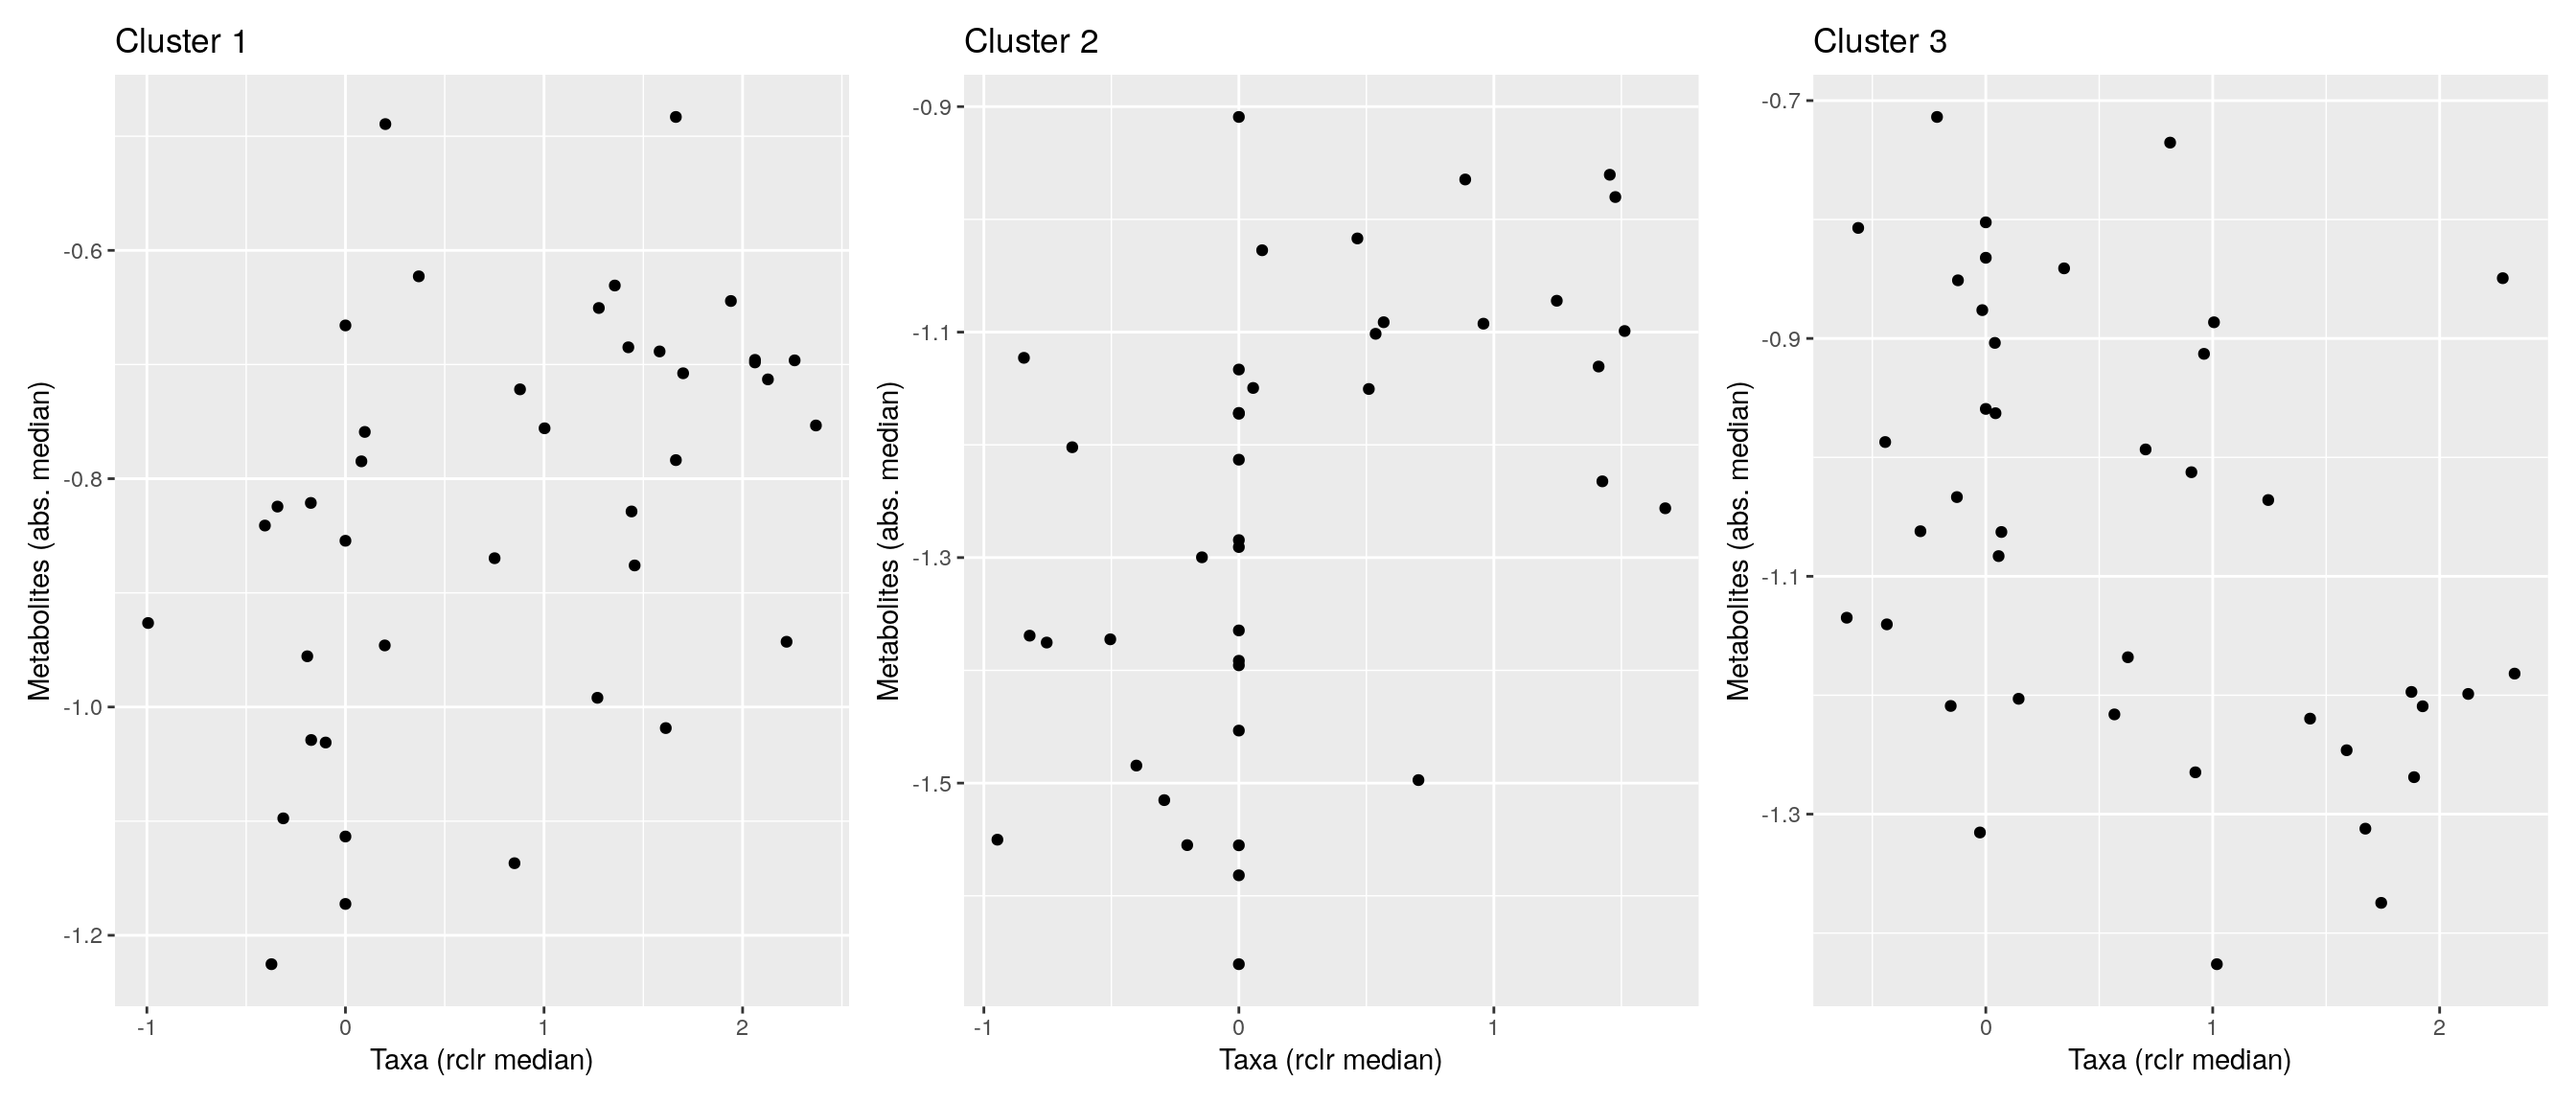 Cluster 1
Metabolites (abs. median)
-0.6
-0.8
-1.0
-1.2
-1
0
1
2
Taxa (rclr median)
Cluster 2
Metabolites (abs. median)
-0.9
-1.1
-1.3
-1.5
-1
0
1
Taxa (rclr median)
Cluster 3
Metabolites (abs. median)
-0.7
-0.9
-1.1
-1.3
0
1
2
Taxa (rclr median)